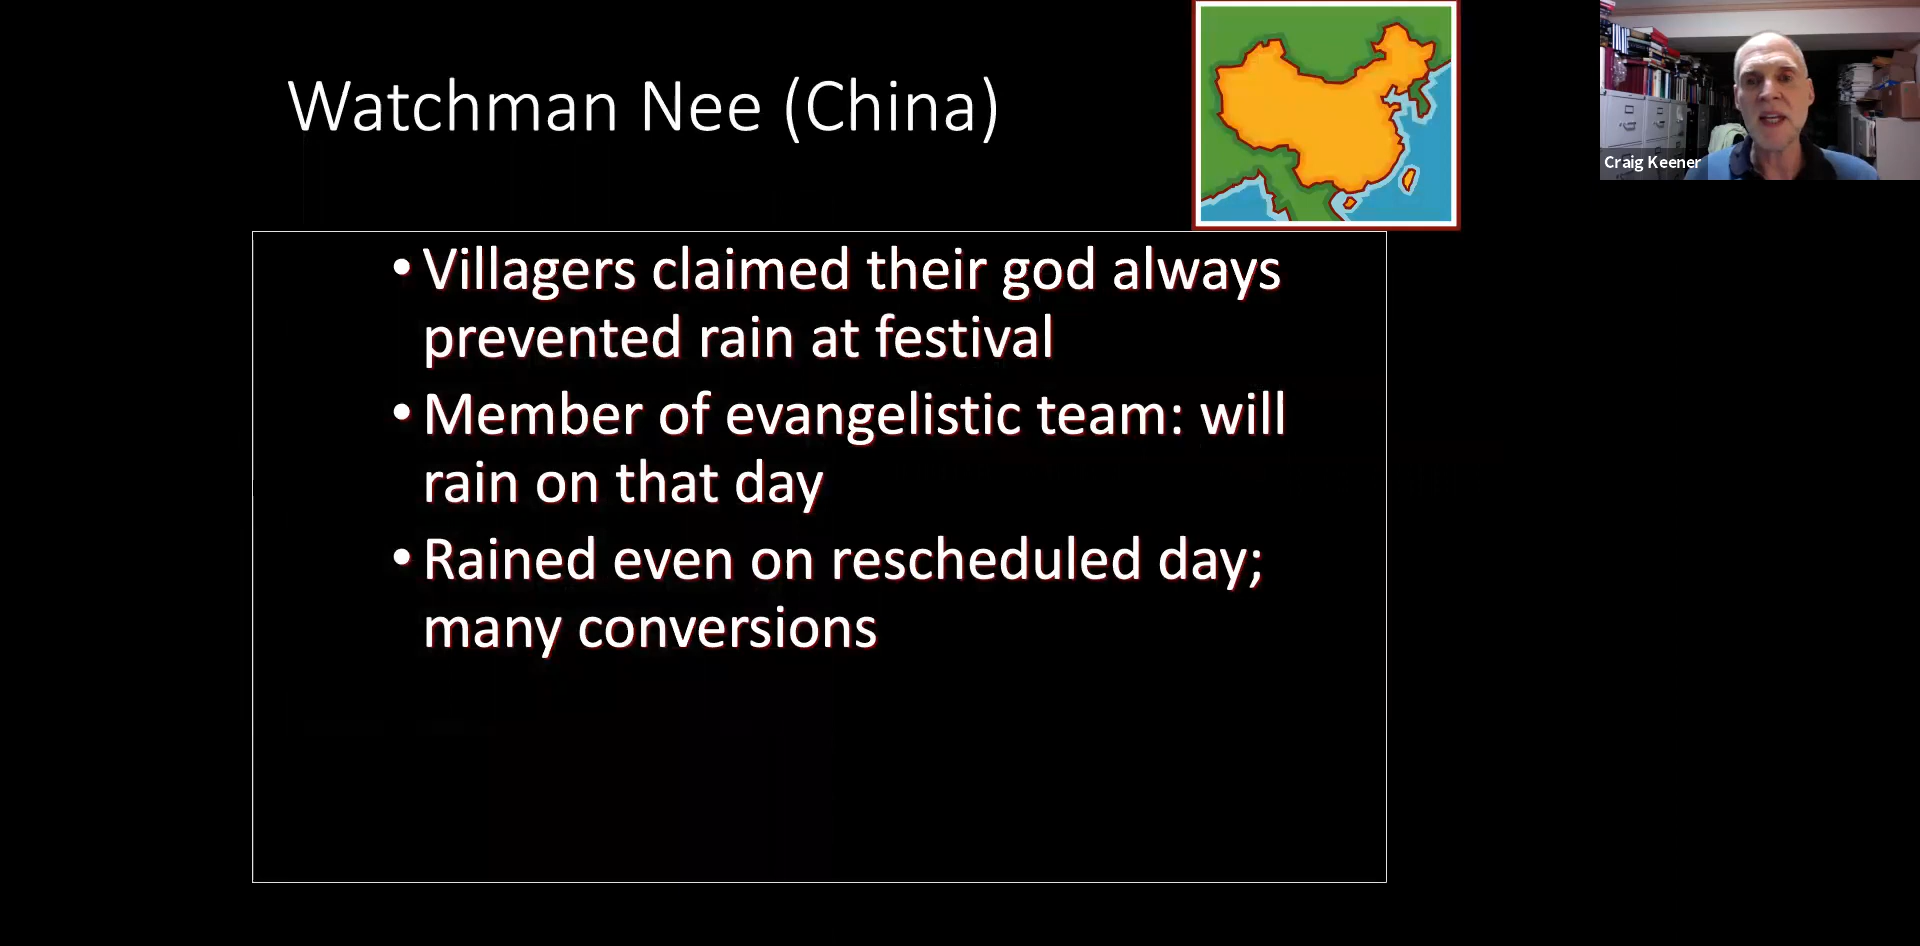 Watchman Nee (China)
Craig Keener
• Villagers claimed their god always
prevented rain at festival
• Member of evangelistic team: will
rain on that day
• Rained even on rescheduled day;
many conversions